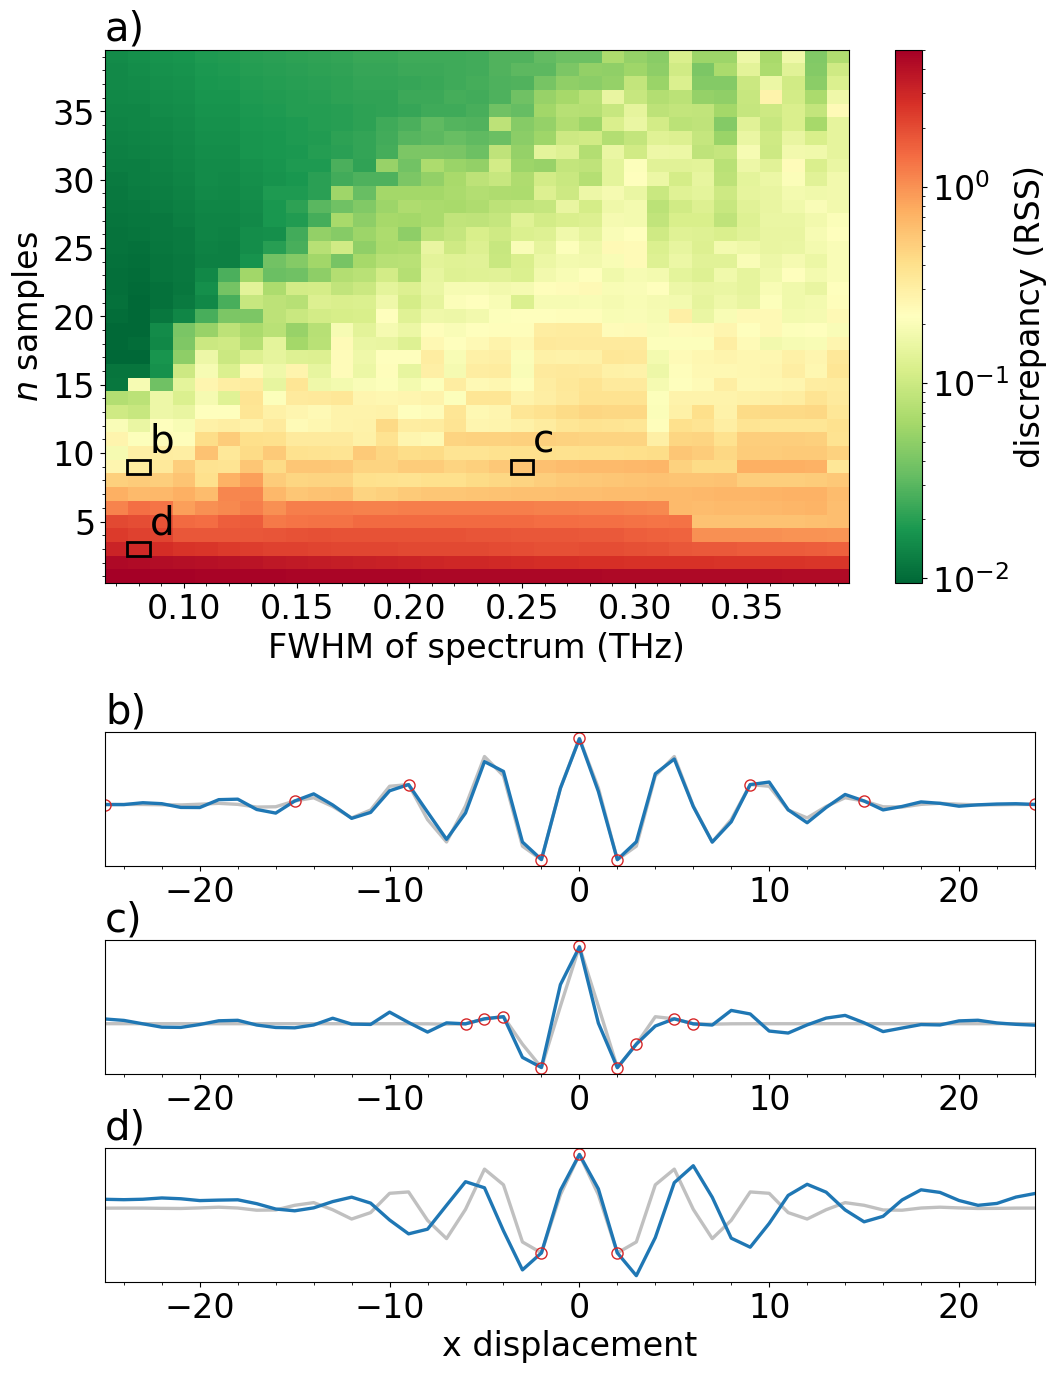 a)
35
30
25
20
15
10
5
n samples
b
c
d
0.10 0.15 0.20 0.25 0.30 0.35
FWHM of spectrum (THz)
10⁰
10⁻¹
10⁻²
discrepancy (RSS)
b)
−20 −10 0 10 20
c)
−20 −10 0 10 20
d)
−20 −10 0 10 20
x displacement